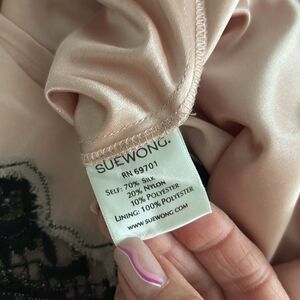 SUEWONG.
RN 69701
SELF: 70% SILK
20% NYLON
10% POLYESTER
LINING: 100% POLYESTER
WWW.SUEWONG.COM